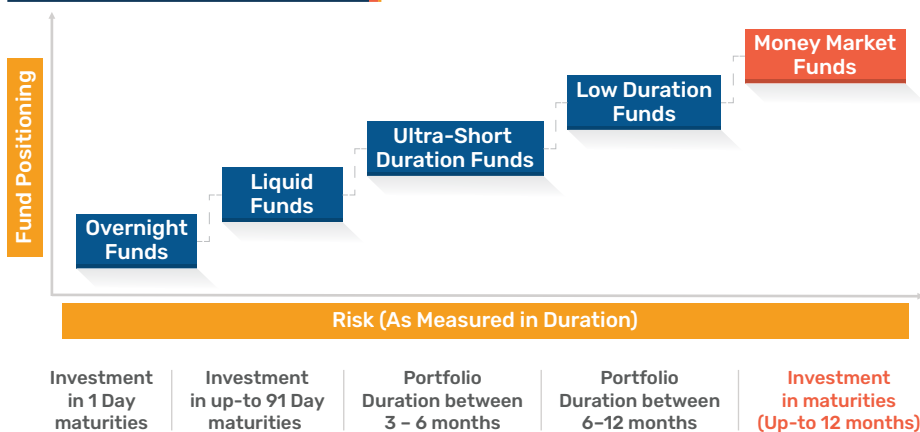 Fund Positioning
Money Market
Funds
Low Duration
Funds
Ultra-Short
Duration Funds
Liquid
Funds
Overnight
Funds
Risk (As Measured in Duration)
Investment
in 1 Day
maturities
Investment
in up-to 91 Day
maturities
Portfolio
Duration between
3 – 6 months
Portfolio
Duration between
6–12 months
Investment
in maturities
(Up-to 12 months)